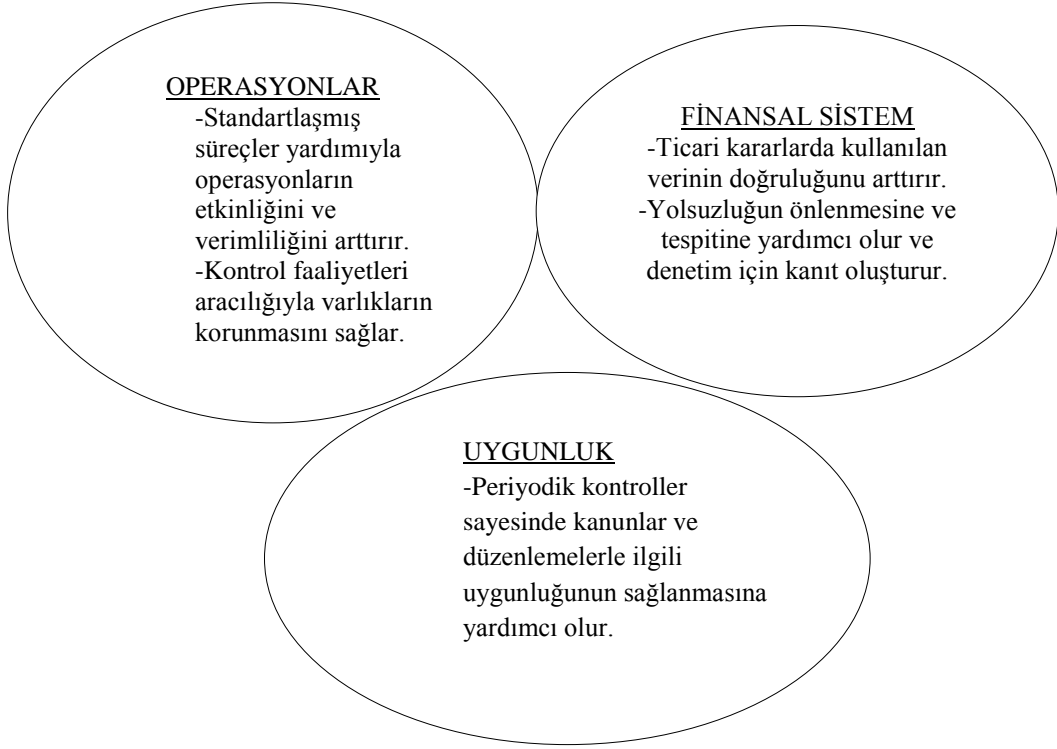 OPERASYONLAR
-Standartlaşmış
süreçler yardımıyla
operasyonların
etkinliğini ve
verimliliğini arttırır.
-Kontrol faaliyetleri
aracılığıyla varlıkların
korunmasını sağlar.
FİNANSAL SİSTEM
-Ticari kararlarda kullanılan
verinin doğruluğunu arttırır.
-Yolsuzluğun önlenmesine ve
tespitine yardımcı olur ve
denetim için kanıt oluşturur.
UYGUNLUK
-Periyodik kontroller
sayesinde kanunlar ve
düzenlemelerle ilgili
uygunluğunun sağlanmasına
yardımcı olur.